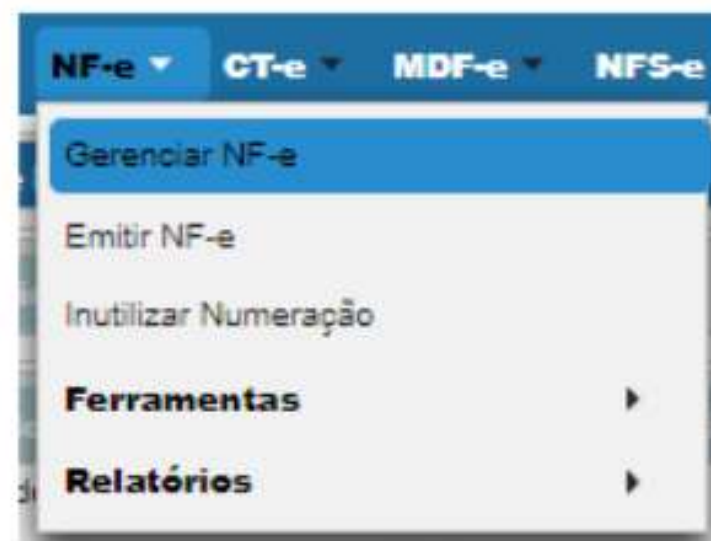 NF-e CT-e MDF-e NFS-e
Gerenciar NF-e
Emitir NF-e
Inutilizar Numeração
Ferramentas
Relatórios